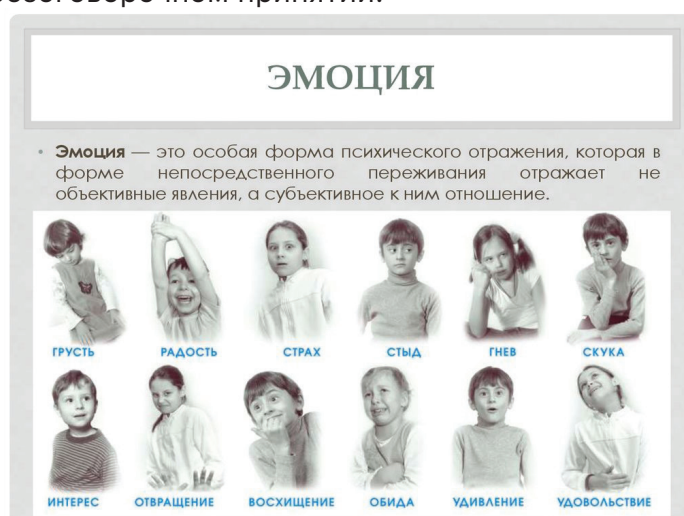 ЭМОЦИЯ
• Эмоция — это особая форма психического отражения, которая в
форме непосредственного переживания отражает не
объективные явления, а субъективное к ним отношение.
ГРУСТЬ РАДОСТЬ СТРАХ СТЫД ГНЕВ СКУКА
ИНТЕРЕС ОТВРАЩЕНИЕ ВОСХИЩЕНИЕ ОБИДА УДИВЛЕНИЕ УДОВОЛЬСТВИЕ